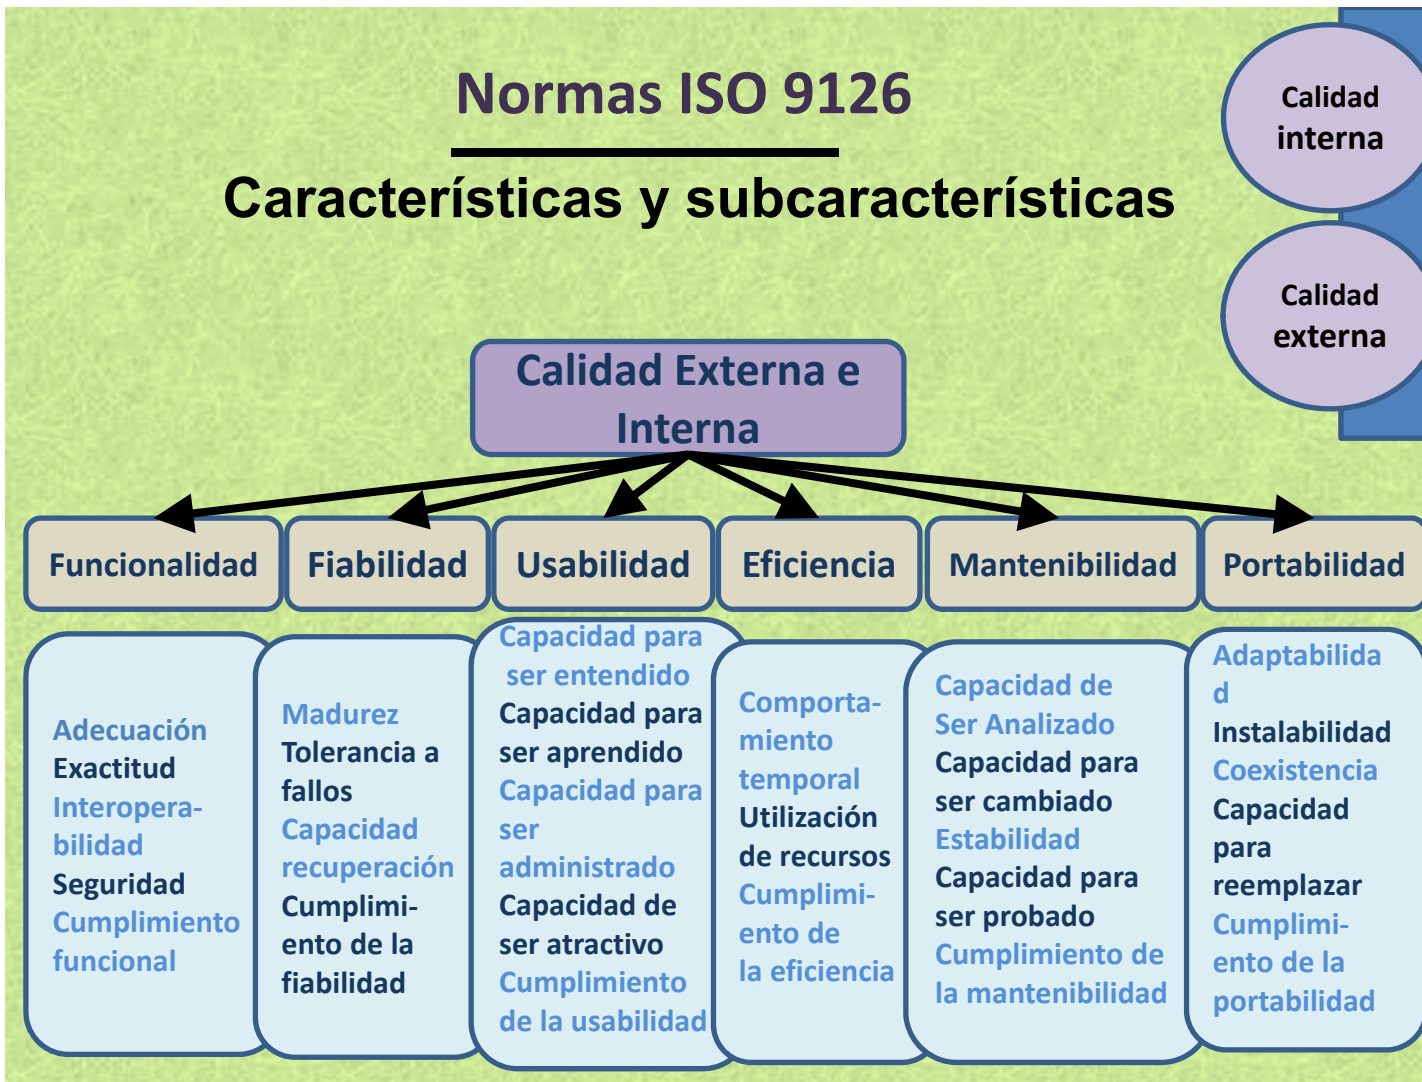 Normas ISO 9126
Características y subcaracterísticas
Calidad
interna
Calidad
externa
Calidad Externa e
Interna
Funcionalidad
Fiabilidad
Usabilidad
Eficiencia
Mantenibilidad
Portabilidad
Adecuación
Exactitud
Interopera-
bilidad
Seguridad
Cumplimiento
funcional
Madurez
Tolerancia a
fallos
Capacidad
recuperación
Cumplimi-
ento de la
fiabilidad
Capacidad para
ser entendido
Capacidad para
ser aprendido
Capacidad para
ser
administrado
Capacidad de
ser atractivo
Cumplimiento
de la usabilidad
Comporta-
miento
temporal
Utilización
de recursos
Cumplimi-
ento de
la eficiencia
Capacidad de
Ser Analizado
Capacidad para
ser cambiado
Estabilidad
Capacidad para
ser probado
Cumplimiento de
la mantenibilidad
Adaptabilida
d
Instalabilidad
Coexistencia
Capacidad
para
reemplazar
Cumplimi-
ento de la
portabilidad